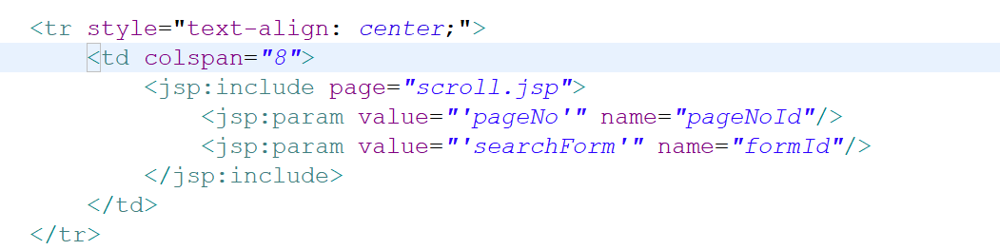 <tr style="text-align: center;">
<td colspan="8">
<jsp:include page="scroll.jsp">
<jsp:param value="'pageNo'" name="pageNoId"/>
<jsp:param value="'searchForm'" name="formId"/>
</jsp:include>
</td>
</tr>